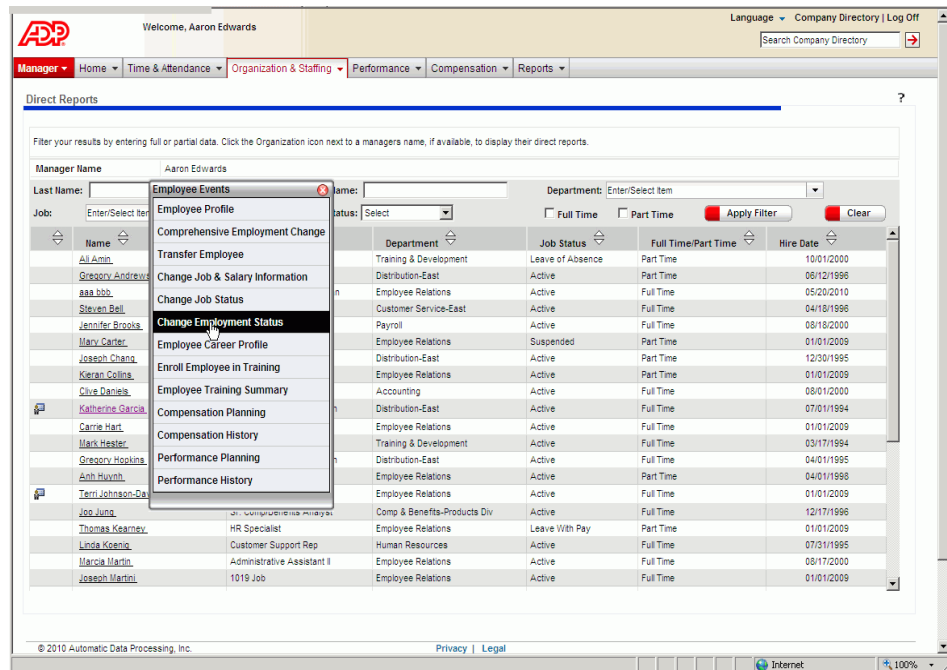 ADP
Welcome, Aaron Edwards
Language Company Directory | Log Off
Search Company Directory
Manager Home Time & Attendance Organization & Staffing Performance Compensation Reports
Direct Reports ?
Filter your results by entering full or partial data. Click the Organization icon next to a managers name, if available, to display their direct reports.
Manager Name Aaron Edwards
Last Name: Name: Department: Enter/Select Item
Job: Enter/Select Status: Select Full Time Part Time Apply Filter Clear
Employee Events
Employee Profile
Comprehensive Employment Change
Transfer Employee
Change Job & Salary Information
Change Job Status
Change Employment Status
Employee Career Profile
Enroll Employee in Training
Employee Training Summary
Compensation Planning
Compensation History
Performance Planning
Performance History
Name Department Job Status Full Time/Part Time Hire Date
Ali Amin Training & Development Leave of Absence Part Time 10/01/2000
Gregory Andrews Distribution-East Active Part Time 06/12/1996
aaa bbb Employee Relations Active Full Time 05/20/2010
Steven Bell Customer Service-East Active Full Time 04/18/1996
Jennifer Brooks Payroll Active Full Time 08/18/2000
Mary Carter Employee Relations Suspended Part Time 01/01/2009
Joseph Chang Distribution-East Active Part Time 12/30/1995
Kieran Collins Employee Relations Active Part Time 01/01/2009
Clive Daniels Accounting Active Full Time 08/01/2000
Katherine Garcia Distribution-East Active Full Time 07/01/1994
Carrie Hart Employee Relations Active Full Time 01/01/2009
Mark Hester Training & Development Active Full Time 03/17/1994
Gregory Hopkins Distribution-East Active Full Time 04/01/1995
Anh Huynh Employee Relations Active Part Time 04/01/1998
Terri Johnson-Da Employee Relations Active Full Time 01/01/2009
Joo Jung Sr. Comp/Benefits Analyst Comp & Benefits-Products Div Active Full Time 12/17/1996
Thomas Kearney HR Specialist Employee Relations Leave With Pay Part Time 01/01/2009
Linda Koenig Customer Support Rep Human Resources Active Full Time 07/31/1995
Marcia Martin Administrative Assistant II Employee Relations Active Full Time 08/17/2000
Joseph Martini 1019 Job Employee Relations Active Full Time 01/01/2009
© 2010 Automatic Data Processing, Inc. Privacy | Legal
Internet 100%